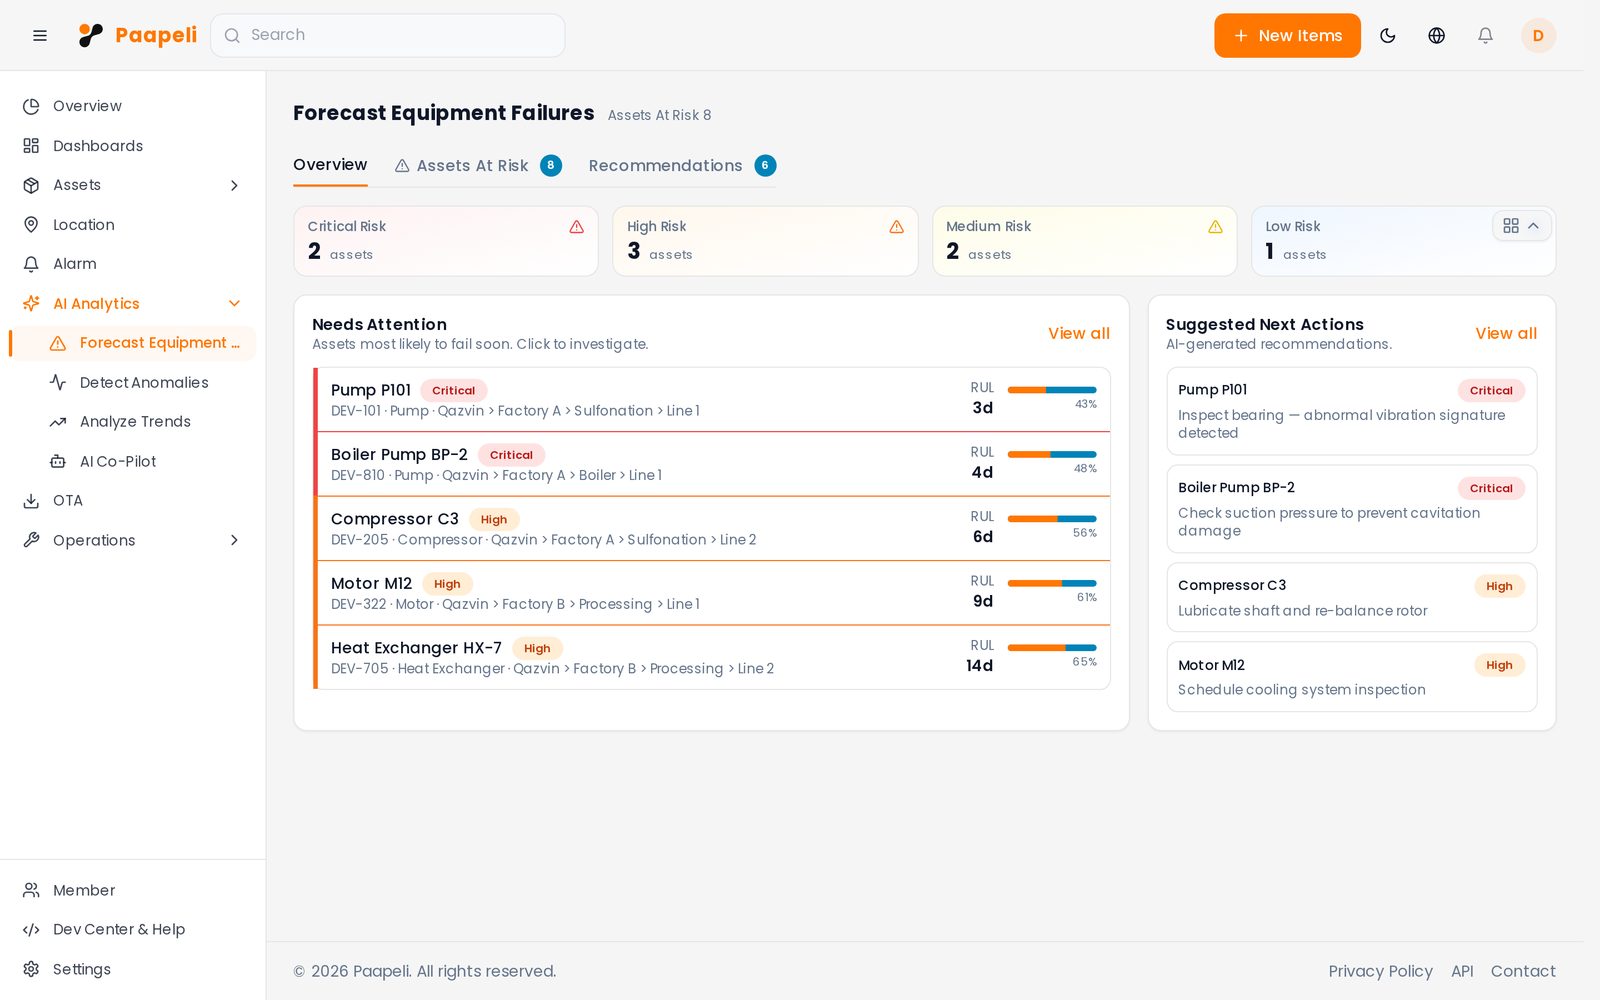 Paapeli
Search
New Items
D
Overview
Dashboards
Assets
Location
Alarm
AI Analytics
Forecast Equipment ...
Detect Anomalies
Analyze Trends
AI Co-Pilot
OTA
Operations
Member
Dev Center & Help
Settings
Forecast Equipment Failures Assets At Risk 8
Overview Assets At Risk 8 Recommendations 6
Critical Risk
2 assets
High Risk
3 assets
Medium Risk
2 assets
Low Risk
1 assets
Needs Attention
Assets most likely to fail soon. Click to investigate.
View all
Pump P101 Critical
DEV-101 · Pump · Qazvin > Factory A > Sulfonation > Line 1
RUL
3d
43%
Boiler Pump BP-2 Critical
DEV-810 · Pump · Qazvin > Factory A > Boiler > Line 1
RUL
4d
48%
Compressor C3 High
DEV-205 · Compressor · Qazvin > Factory A > Sulfonation > Line 2
RUL
6d
56%
Motor M12 High
DEV-322 · Motor · Qazvin > Factory B > Processing > Line 1
RUL
9d
61%
Heat Exchanger HX-7 High
DEV-705 · Heat Exchanger · Qazvin > Factory B > Processing > Line 2
RUL
14d
65%
Suggested Next Actions
AI-generated recommendations.
View all
Pump P101 Critical
Inspect bearing — abnormal vibration signature
detected
Boiler Pump BP-2 Critical
Check suction pressure to prevent cavitation
damage
Compressor C3 High
Lubricate shaft and re-balance rotor
Motor M12 High
Schedule cooling system inspection
© 2026 Paapeli. All rights reserved.
Privacy Policy API Contact